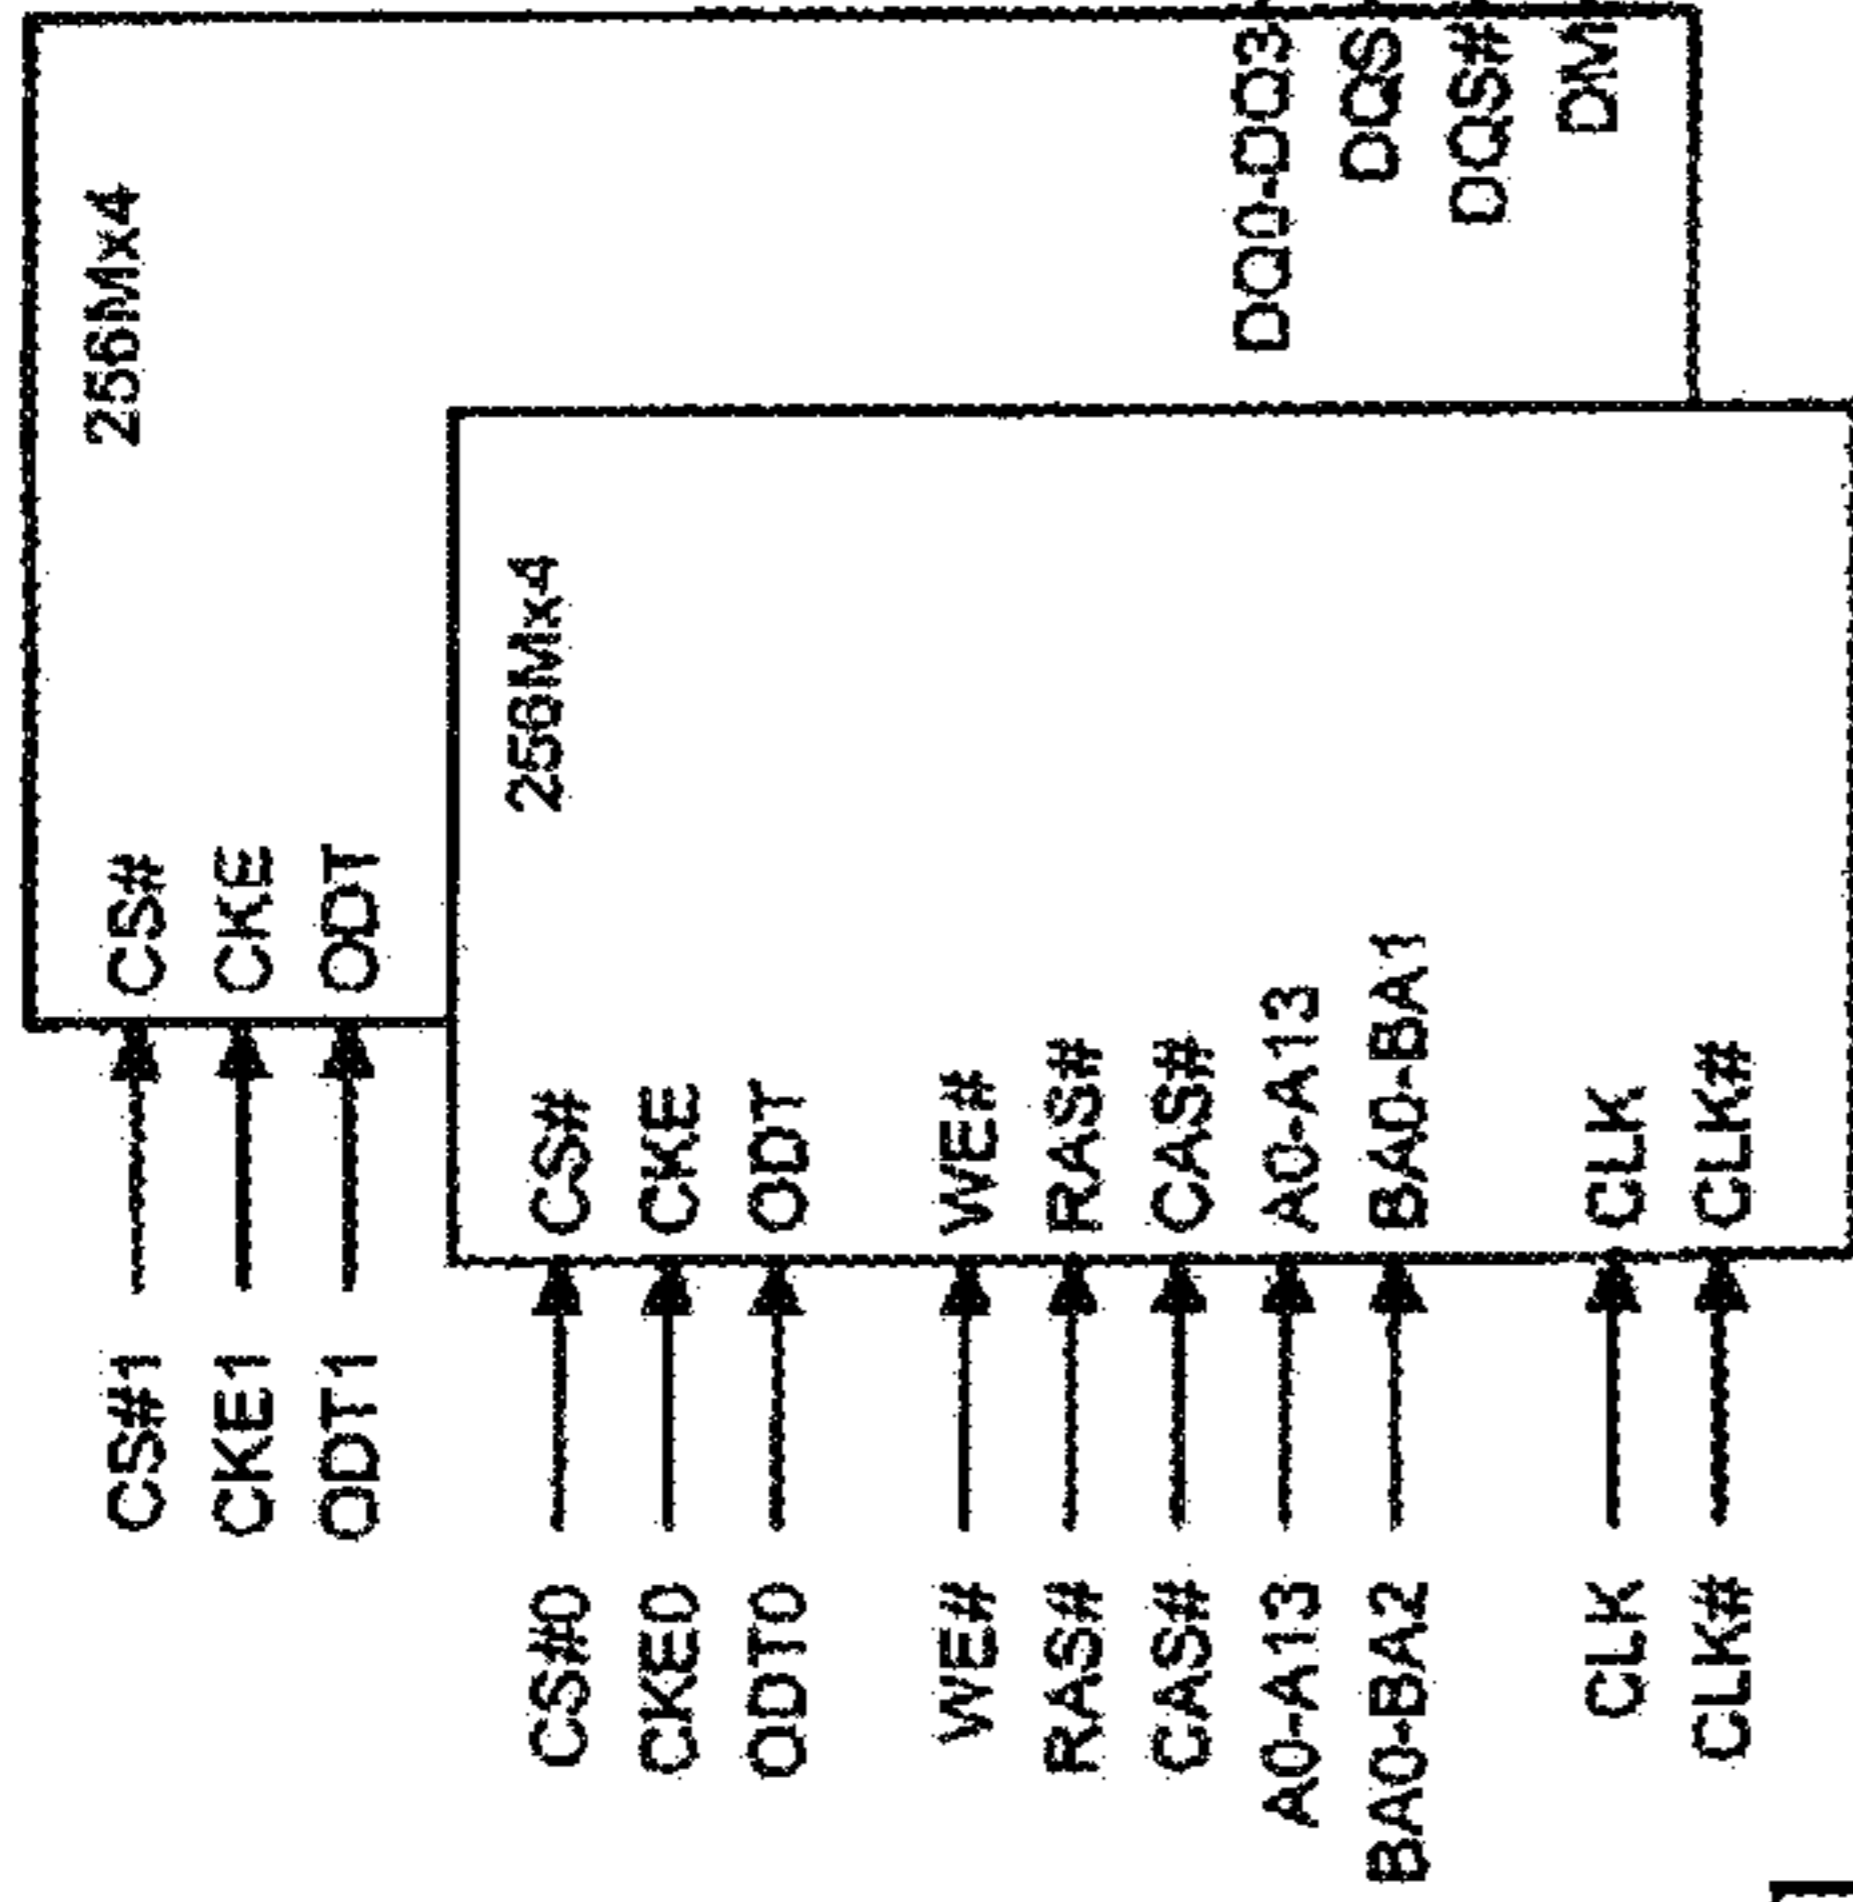 256Mx4
CS#1
CS#
CKE1
CKE
ODT1
ODT
256Mx4
CS#0
CS#
CKE0
CKE
ODT0
ODT
WE#
WE#
RAS#
RAS#
CAS#
CAS#
A0-A13
A0-A13
DQ0-DQ3
BA0-BA2
BA0-BA1
DQS
DQS#
CLK
CLK
DM
CLK#
CLK#